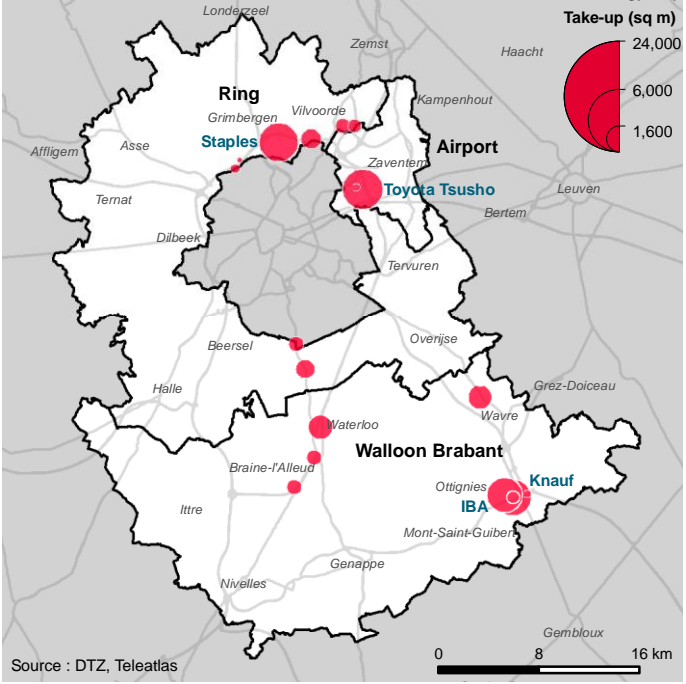 Londerzeel
Take-up (sq m)
24,000
Zemst
Haacht
Ring
6,000
Kampenhout
Grimbergen
Vilvoorde
1,600
Staples
Asse
Airport
Affligem
Zaventem
Leuven
Toyota Tsusho
Ternat
Bertem
Dilbeek
Tervuren
Beersel
Overijse
Halle
Grez-Doiceau
Wavre
Waterloo
Walloon Brabant
Braine-l'Alleud
Knauf
Ottignies
IBA
Ittre
Mont-Saint-Guibert
Genappe
Nivelles
Gembloux
0 8 16 km
Source : DTZ, Teleatlas